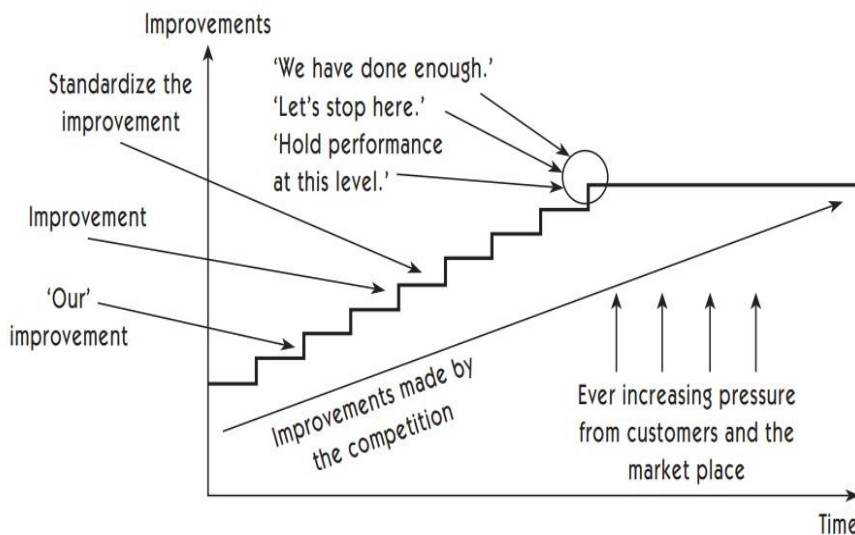 Improvements
Standardize the
improvement
‘We have done enough.’
‘Let’s stop here.’
‘Hold performance
at this level.’
Improvement
‘Our’
improvement
Improvements made by
the competition
Ever increasing pressure
from customers and the
market place
Time